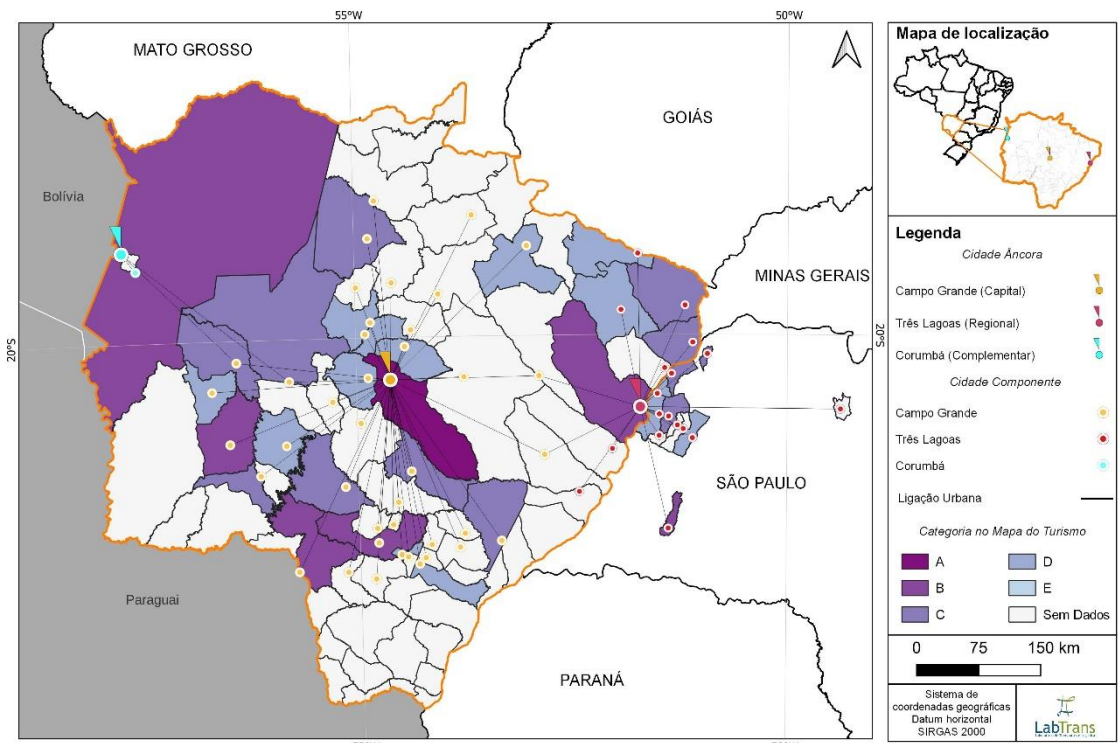 55°W
50°W
MATO GROSSO
GOIÁS
Bolívia
MINAS GERAIS
20°S
20°S
SÃO PAULO
Paraguai
PARANÁ
Mapa de localização
Legenda
Cidade Âncora
Campo Grande (Capital)
Três Lagoas (Regional)
Corumbá (Complementar)
Cidade Componente
Campo Grande
Três Lagoas
Corumbá
Ligação Urbana
Categoria no Mapa do Turismo
A
D
B
E
C
Sem Dados
0 75 150 km
Sistema de
coordenadas geográficas
Datum horizontal
SIRGAS 2000
LabTrans